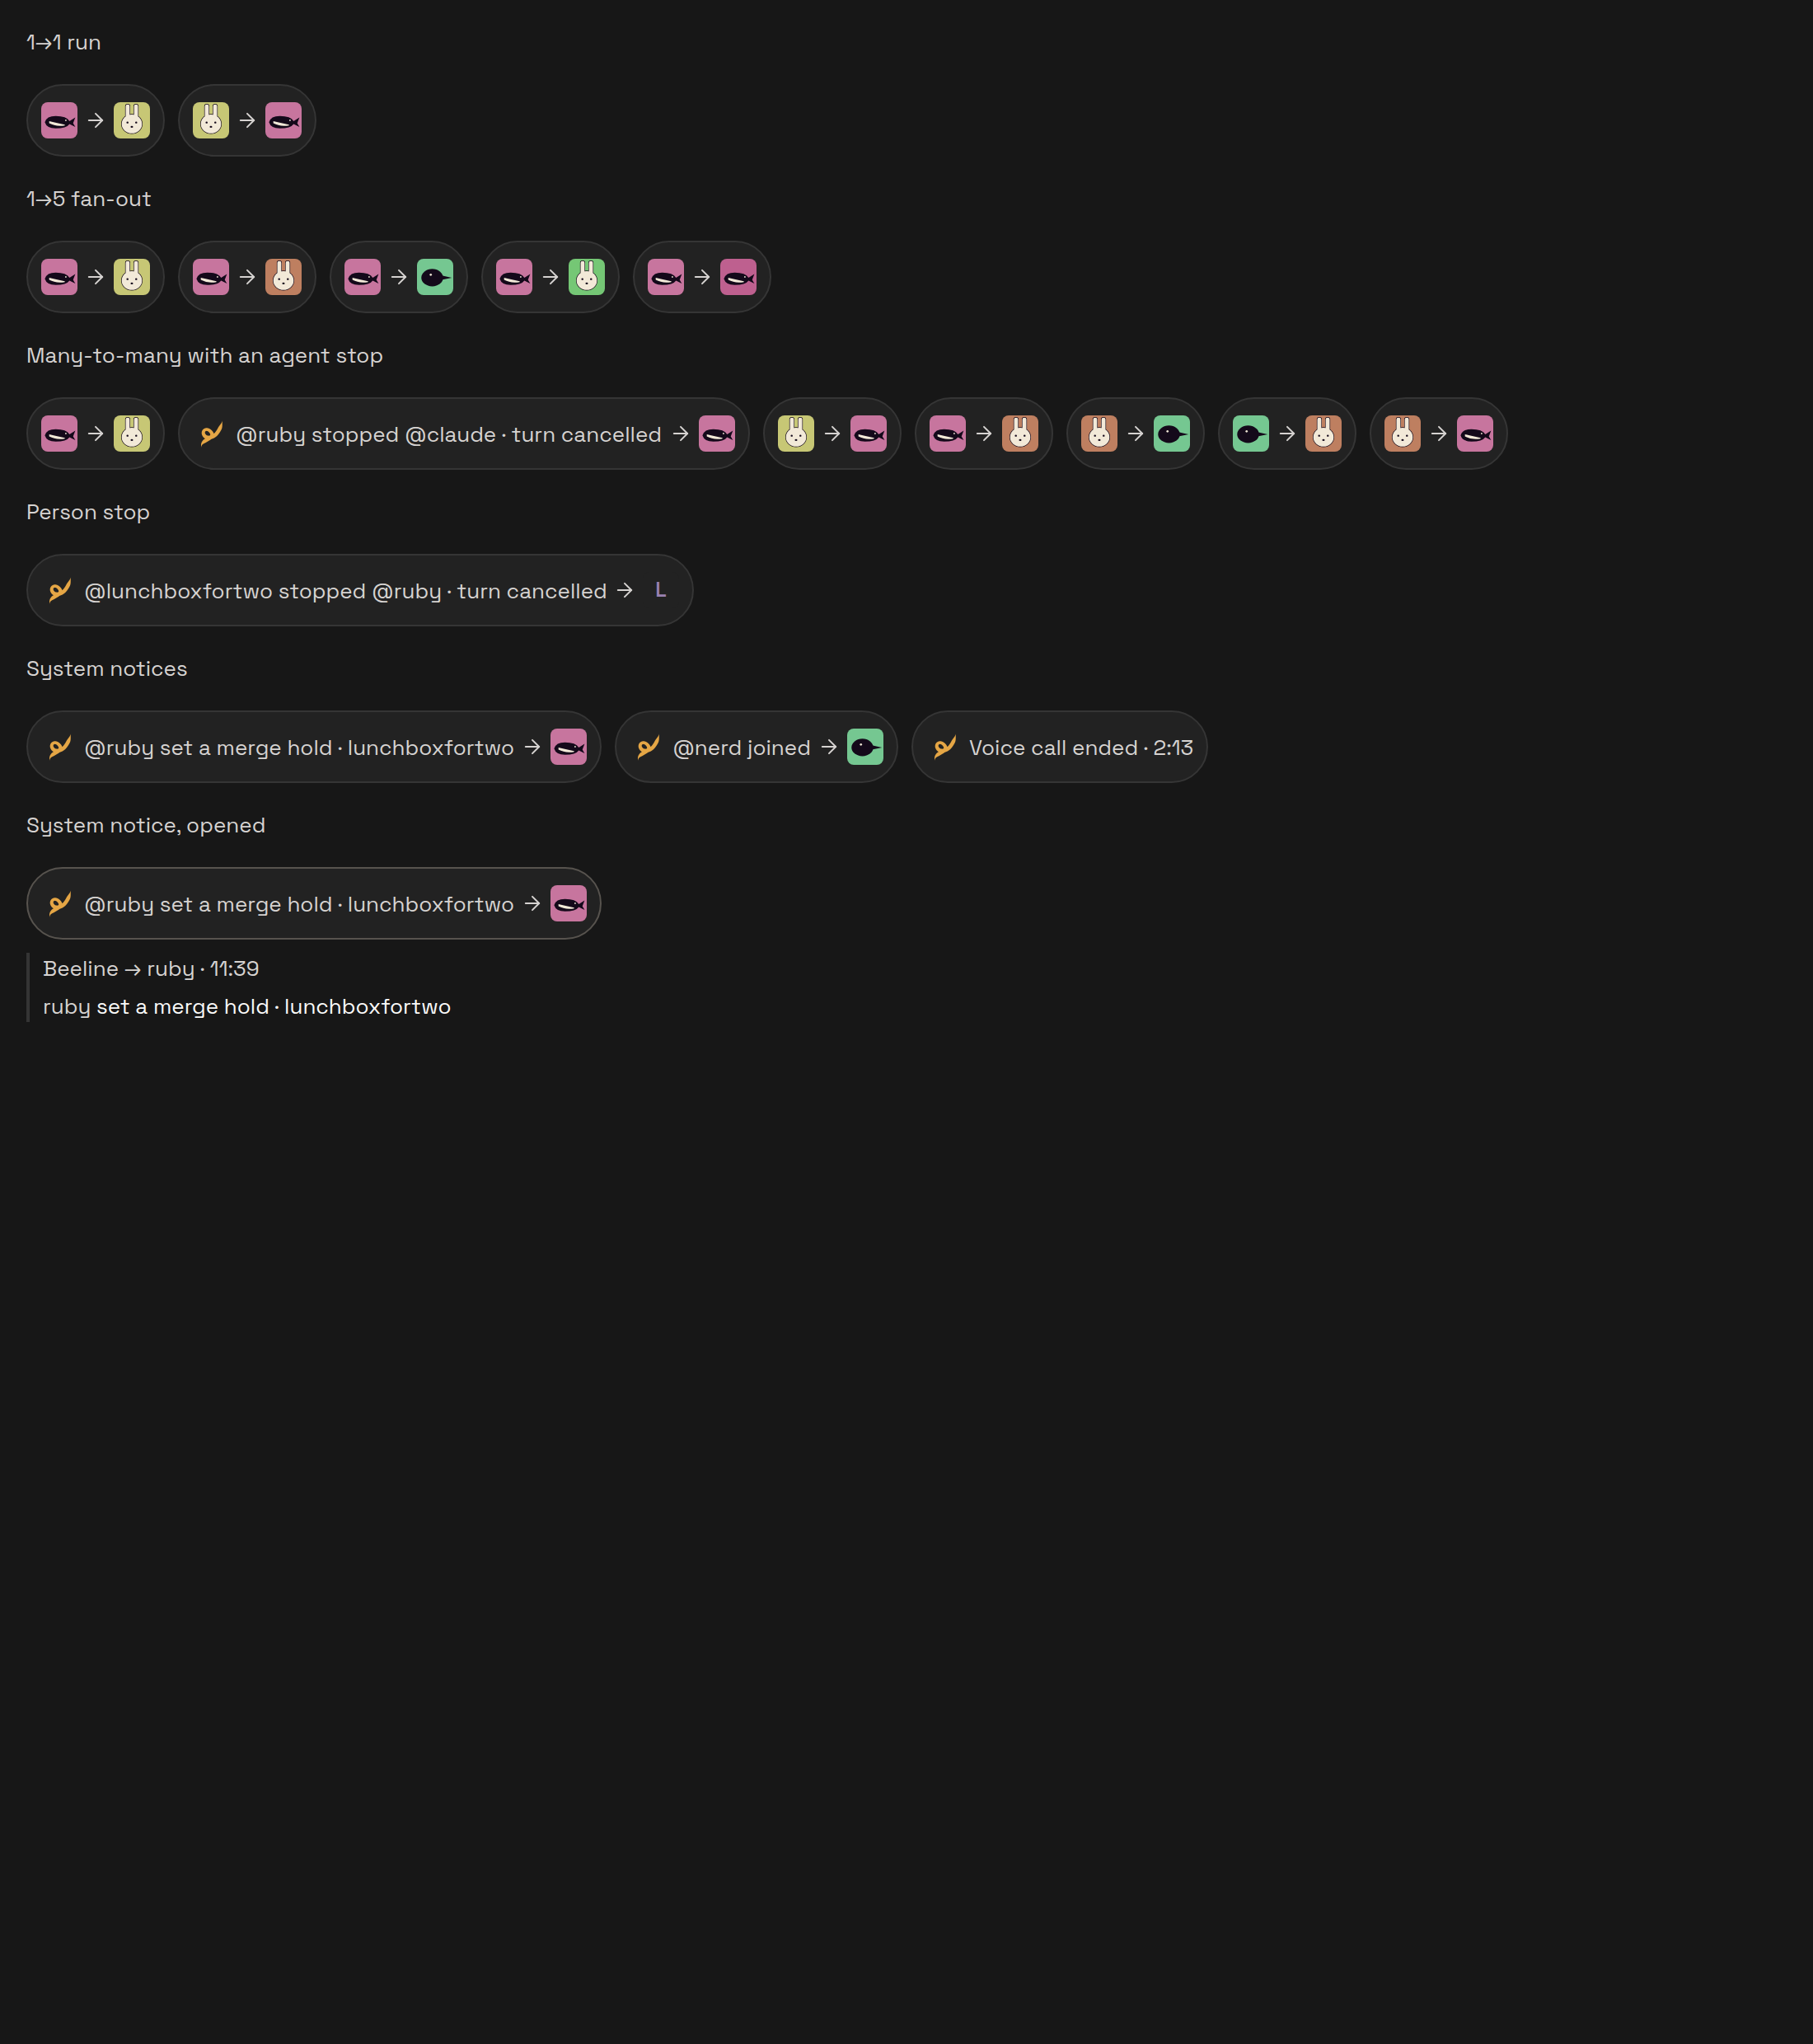 1→1 run
→ →
1→5 fan-out
→ → → → →
Many-to-many with an agent stop
→ @ruby stopped @claude · turn cancelled → → → → → →
Person stop
@lunchboxfortwo stopped @ruby · turn cancelled → L
System notices
@ruby set a merge hold · lunchboxfortwo → @nerd joined → Voice call ended · 2:13
System notice, opened
@ruby set a merge hold · lunchboxfortwo →
Beeline → ruby · 11:39
ruby set a merge hold · lunchboxfortwo